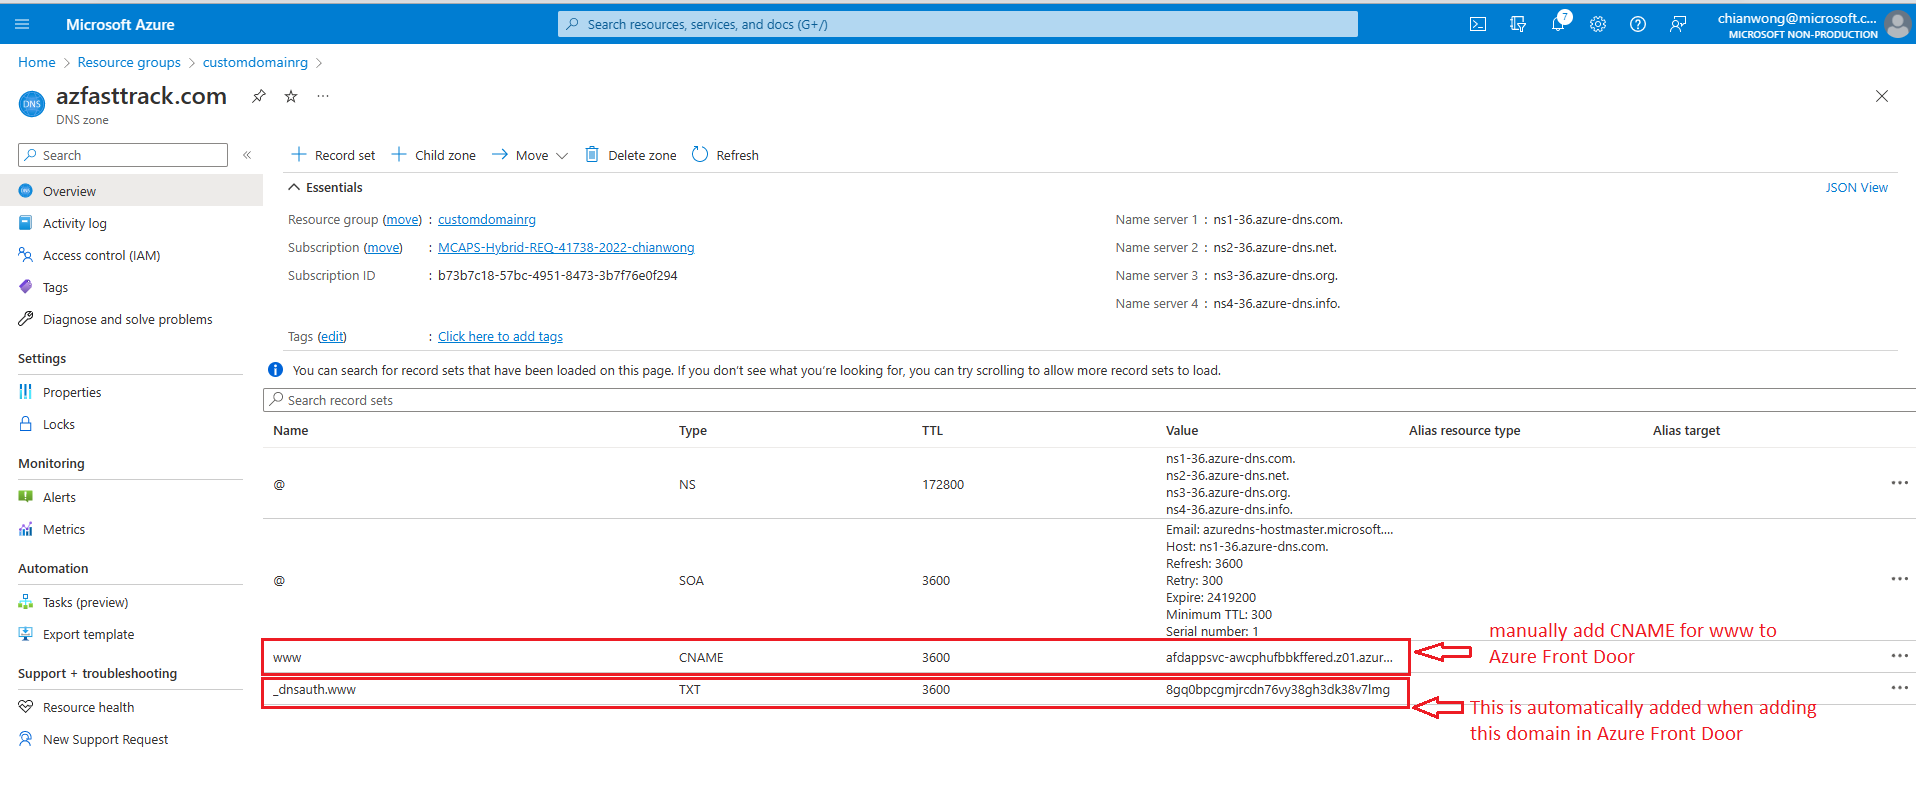 Microsoft Azure
Search resources, services, and docs (G+/)
7
chianwong@microsoft.c...
MICROSOFT NON-PRODUCTION
Home > Resource groups > customdomainrg >
DNS
azfasttrack.com
...
DNS zone
Search
«
+ Record set + Child zone → Move Delete zone Refresh
Overview
Activity log
Access control (IAM)
Tags
Diagnose and solve problems
Settings
Properties
Locks
Monitoring
Alerts
Metrics
Automation
Tasks (preview)
Export template
Support + troubleshooting
Resource health
New Support Request
Essentials
JSON View
Resource group (move) : customdomainrg
Subscription (move) : MCAPS-Hybrid-REQ-41738-2022-chianwong
Subscription ID : b73b7c18-57bc-4951-8473-3b7f76e0f294
Name server 1 : ns1-36.azure-dns.com.
Name server 2 : ns2-36.azure-dns.net.
Name server 3 : ns3-36.azure-dns.org.
Name server 4 : ns4-36.azure-dns.info.
Tags (edit) : Click here to add tags
You can search for record sets that have been loaded on this page. If you don't see what you're looking for, you can try scrolling to allow more record sets to load.
Search record sets
Name Type TTL Value Alias resource type Alias target
@ NS 172800
ns1-36.azure-dns.com.
ns2-36.azure-dns.net.
ns3-36.azure-dns.org.
ns4-36.azure-dns.info.
...
@ SOA 3600
Email: azuredns-hostmaster.microsoft....
Host: ns1-36.azure-dns.com.
Refresh: 3600
Retry: 300
Expire: 2419200
Minimum TTL: 300
Serial number: 1
...
www CNAME 3600 afdappsvc-awcphufbbkffered.z01.azur... ...
manually add CNAME for www to
Azure Front Door
_dnsauth.www TXT 3600 8gq0bpcgmjrcdn76vy38gh3dk38v7lmg ...
This is automatically added when adding
this domain in Azure Front Door